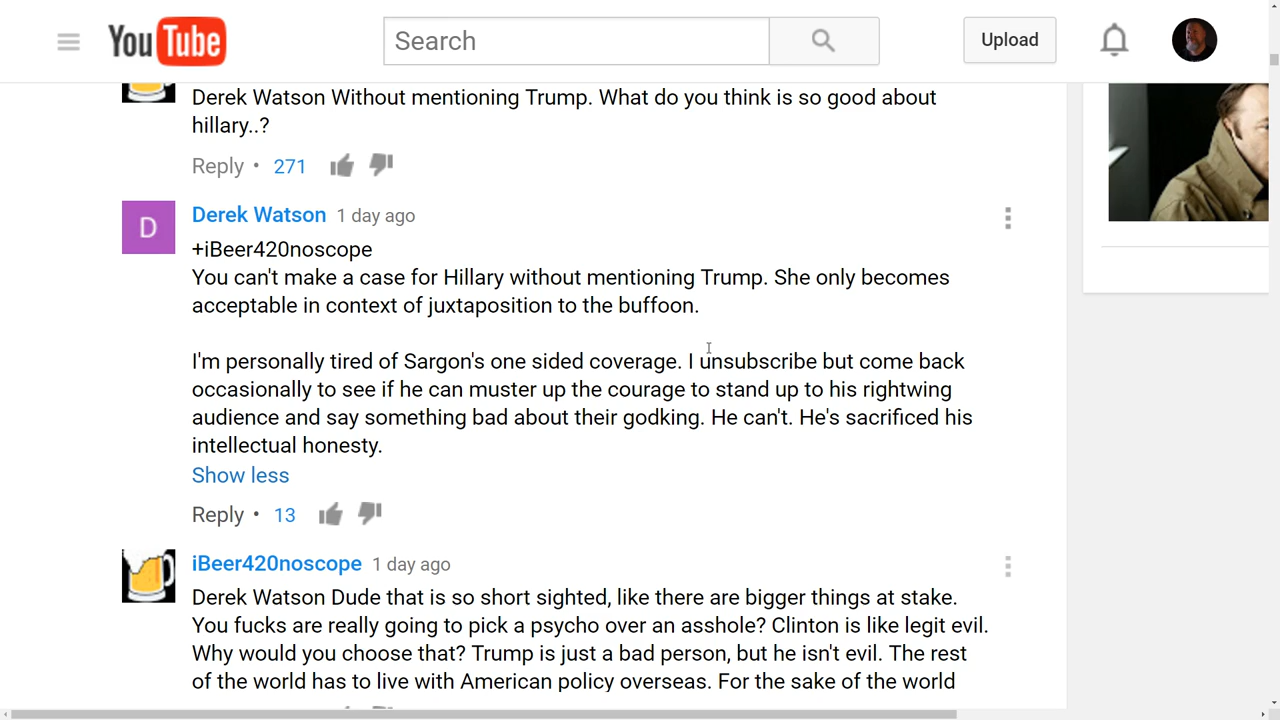 YouTube
Search
Upload
Derek Watson Without mentioning Trump. What do you think is so good about
hillary..?
Reply • 271
D
Derek Watson 1 day ago
+iBeer420noscope
You can't make a case for Hillary without mentioning Trump. She only becomes
acceptable in context of juxtaposition to the buffoon.
I'm personally tired of Sargon's one sided coverage. I unsubscribe but come back
occasionally to see if he can muster up the courage to stand up to his rightwing
audience and say something bad about their godking. He can't. He's sacrificed his
intellectual honesty.
Show less
Reply • 13
iBeer420noscope 1 day ago
Derek Watson Dude that is so short sighted, like there are bigger things at stake.
You fucks are really going to pick a psycho over an asshole? Clinton is like legit evil.
Why would you choose that? Trump is just a bad person, but he isn't evil. The rest
of the world has to live with American policy overseas. For the sake of the world